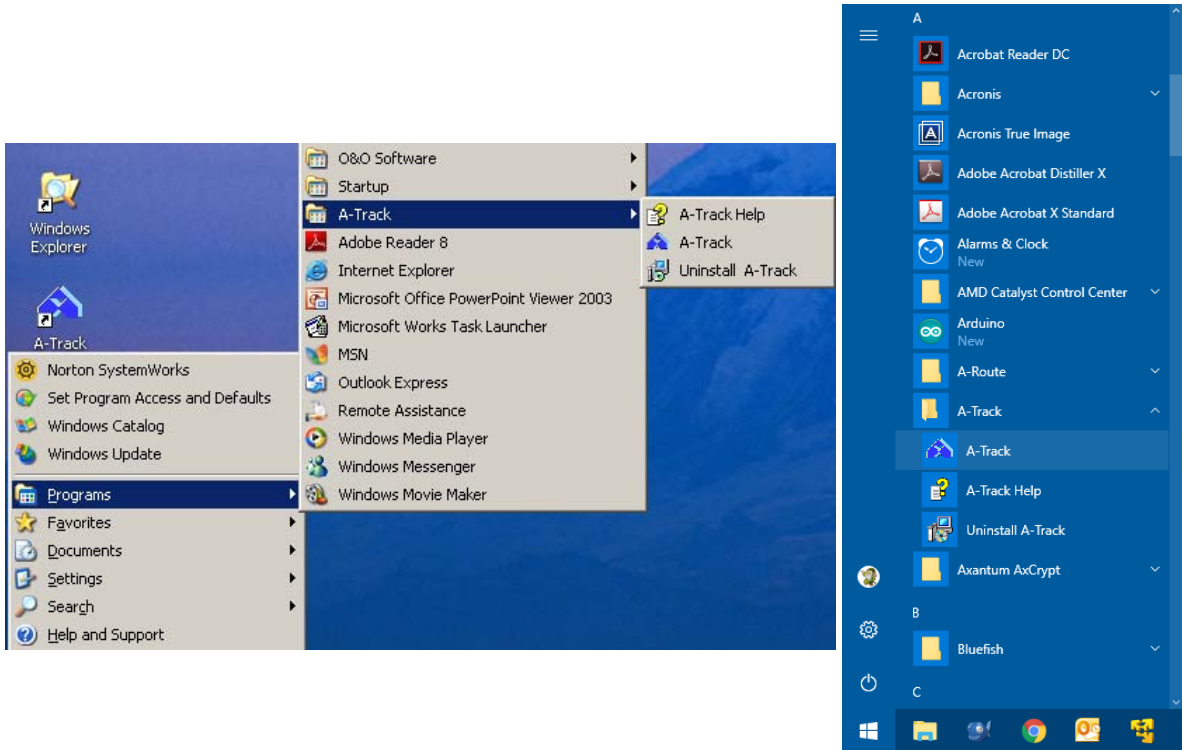 Windows
Explorer
A-Track
Norton SystemWorks
Set Program Access and Defaults
Windows Catalog
Windows Update
Programs
Favorites
Documents
Settings
Search
Help and Support
O&O Software
Startup
A-Track
Adobe Reader 8
Internet Explorer
Microsoft Office PowerPoint Viewer 2003
Microsoft Works Task Launcher
MSN
Outlook Express
Remote Assistance
Windows Media Player
Windows Messenger
Windows Movie Maker
A-Track Help
A-Track
Uninstall A-Track
A
Acrobat Reader DC
Acronis
Acronis True Image
Adobe Acrobat Distiller X
Adobe Acrobat X Standard
Alarms & Clock
New
AMD Catalyst Control Center
Arduino
New
A-Route
A-Track
A-Track
A-Track Help
Uninstall A-Track
Axantum AxCrypt
B
Bluefish
C